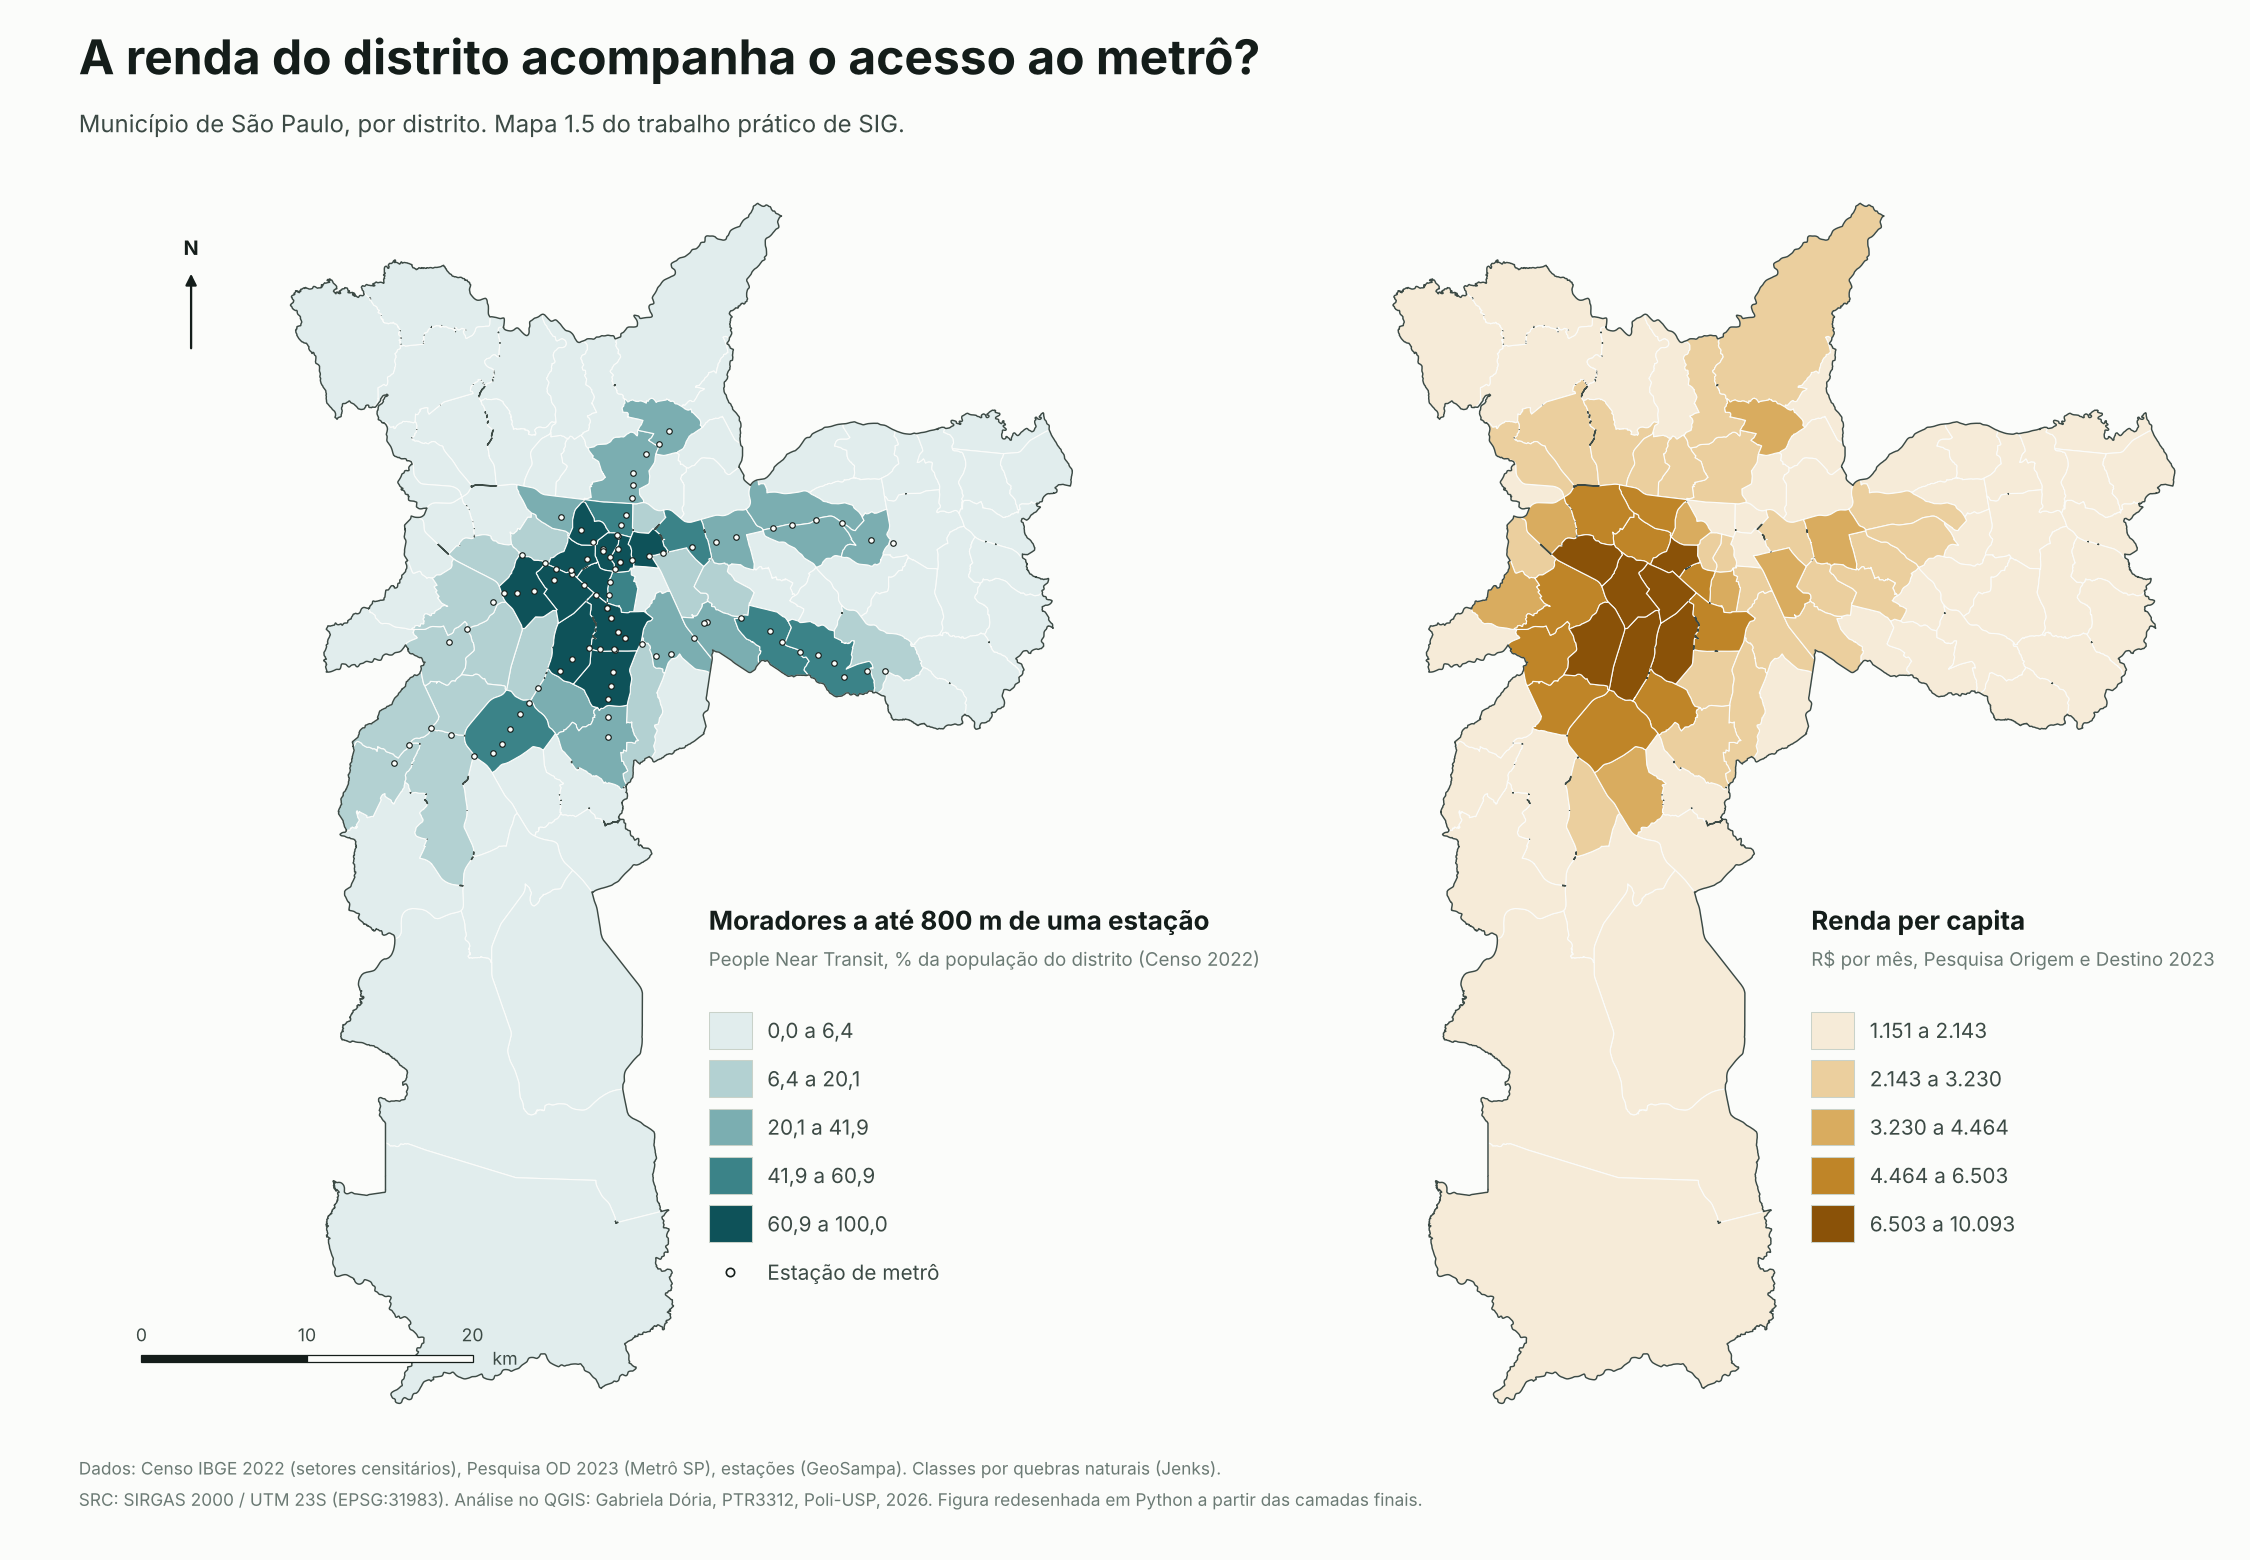 A renda do distrito acompanha o acesso ao metrô?
Município de São Paulo, por distrito. Mapa 1.5 do trabalho prático de SIG.
N
Moradores a até 800 m de uma estação
People Near Transit, % da população do distrito (Censo 2022)
0,0 a 6,4
6,4 a 20,1
20,1 a 41,9
41,9 a 60,9
60,9 a 100,0
Estação de metrô
0 10 20
km
Renda per capita
R$ por mês, Pesquisa Origem e Destino 2023
1.151 a 2.143
2.143 a 3.230
3.230 a 4.464
4.464 a 6.503
6.503 a 10.093
Dados: Censo IBGE 2022 (setores censitários), Pesquisa OD 2023 (Metrô SP), estações (GeoSampa). Classes por quebras naturais (Jenks).
SRC: SIRGAS 2000 / UTM 23S (EPSG:31983). Análise no QGIS: Gabriela Dória, PTR3312, Poli-USP, 2026. Figura redesenhada em Python a partir das camadas finais.